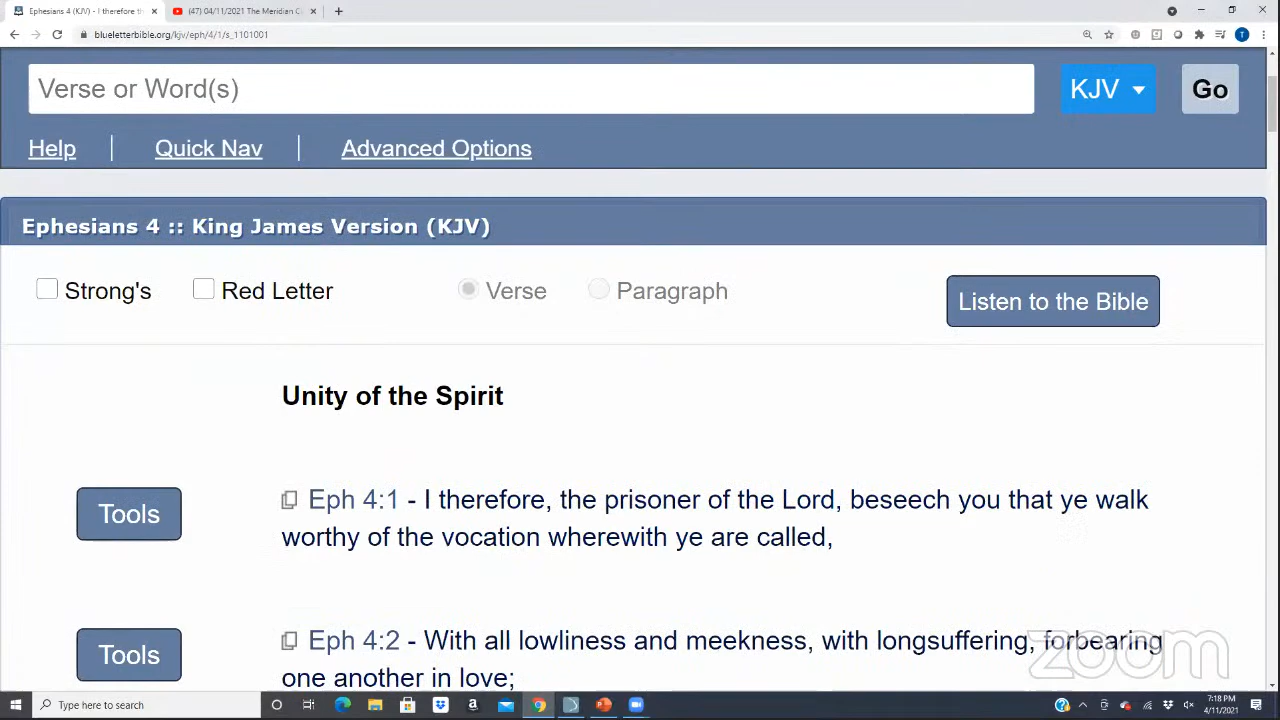 Ephesians 4 (KJV) - I therefore th
(47) 04/11/2021 The Meridian C
blueletterbible.org/kjv/eph/4/1/s_1101001
T
Verse or Word(s)
KJV
Go
Help
Quick Nav
Advanced Options
Ephesians 4 :: King James Version (KJV)
Strong's
Red Letter
Verse
Paragraph
Listen to the Bible
Unity of the Spirit
Tools
Eph 4:1 - I therefore, the prisoner of the Lord, beseech you that ye walk
worthy of the vocation wherewith ye are called,
Tools
Eph 4:2 - With all lowliness and meekness, with longsuffering, forbearing
one another in love;
zoom
Type here to search
7:18 PM
4/11/2021